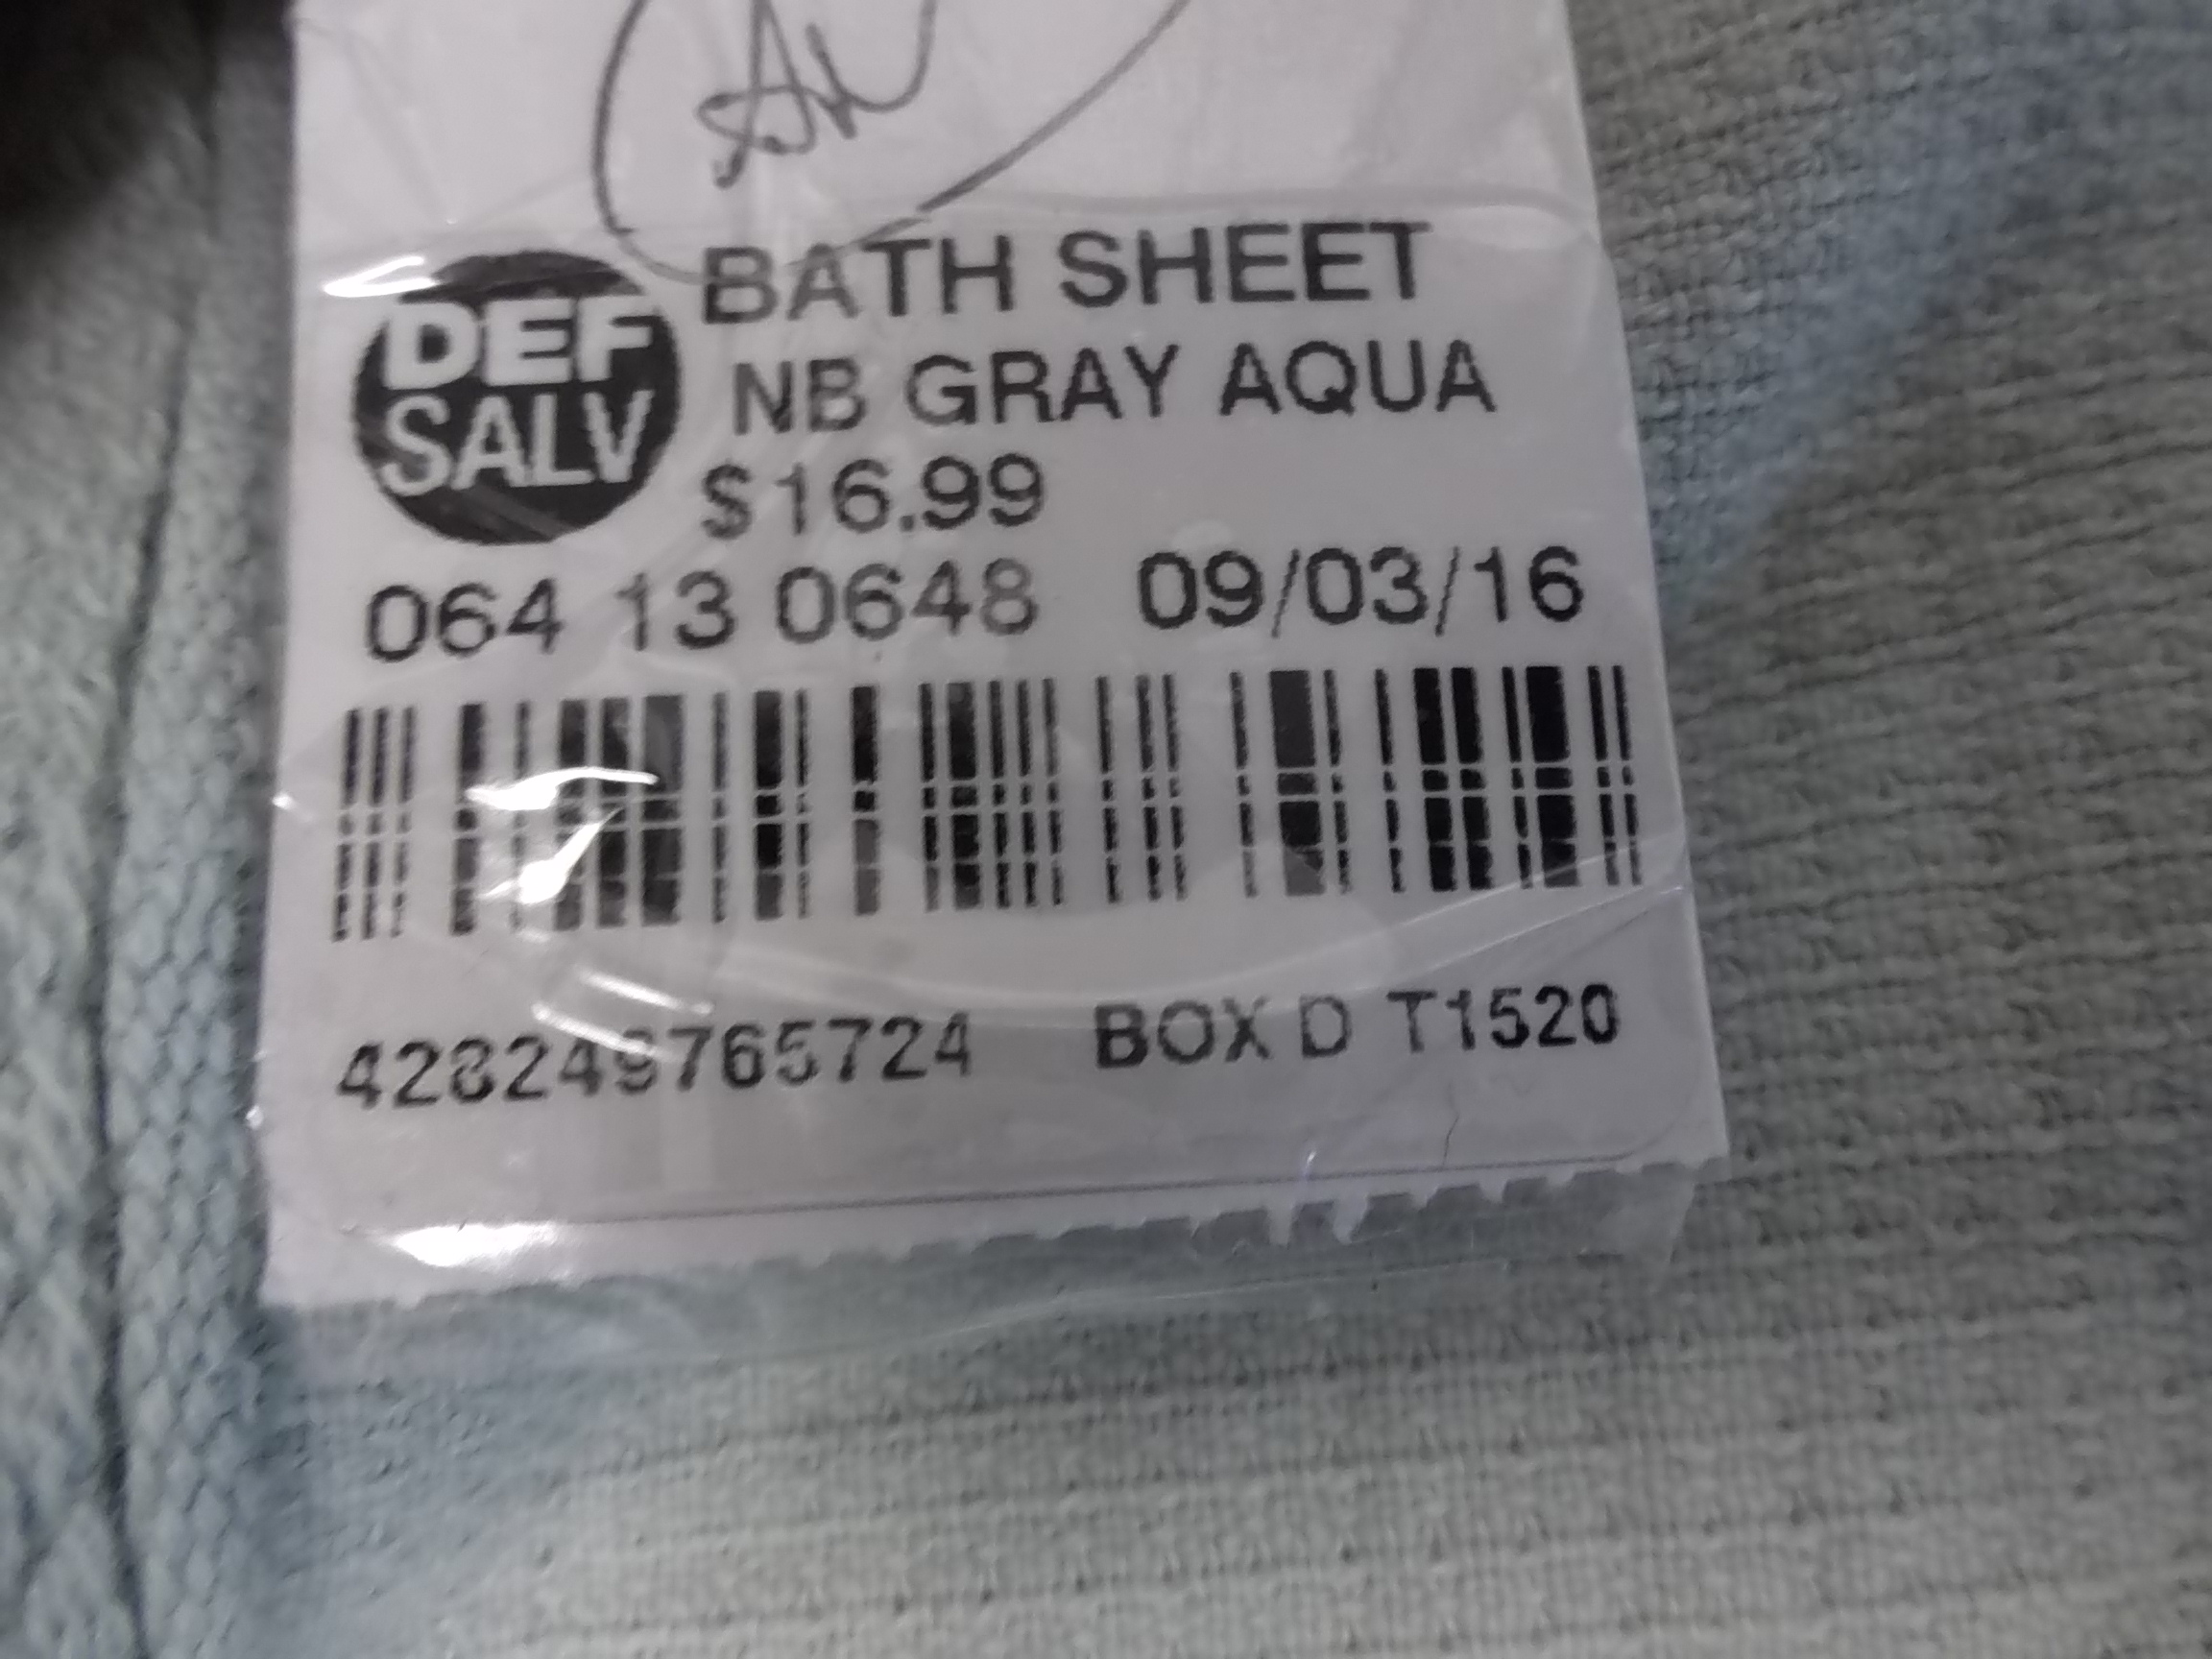 DEF
SALV
BATH SHEET
NB GRAY AQUA
$16.99
064 13 0648 09/03/16
428249765724 BOX D T1520